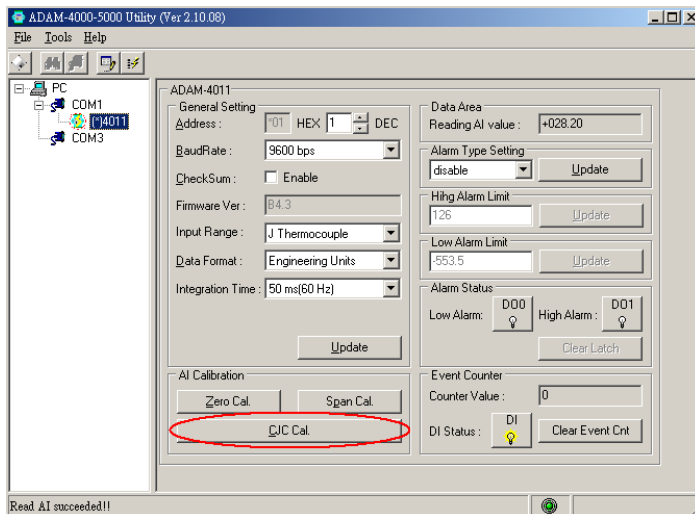 ADAM-4000-5000 Utility (Ver 2.10.08)
File Tools Help
PC
COM1
(*)4011
COM3
ADAM-4011
General Setting
Address : *01 HEX 1 DEC
BaudRate : 9600 bps
CheckSum : Enable
Firmware Ver : B4.3
Input Range : J Thermocouple
Data Format : Engineering Units
Integration Time : 50 ms(60 Hz)
Update
AI Calibration
Zero Cal. Span Cal.
CJC Cal.
Data Area
Reading AI value : +028.20
Alarm Type Setting
disable Update
Hihg Alarm Limit
126 Update
Low Alarm Limit
-553.5 Update
Alarm Status
Low Alarm: DO0 High Alarm : DO1
Clear Latch
Event Counter
Counter Value : 0
DI Status : DI Clear Event Cnt
Read AI succeeded!!